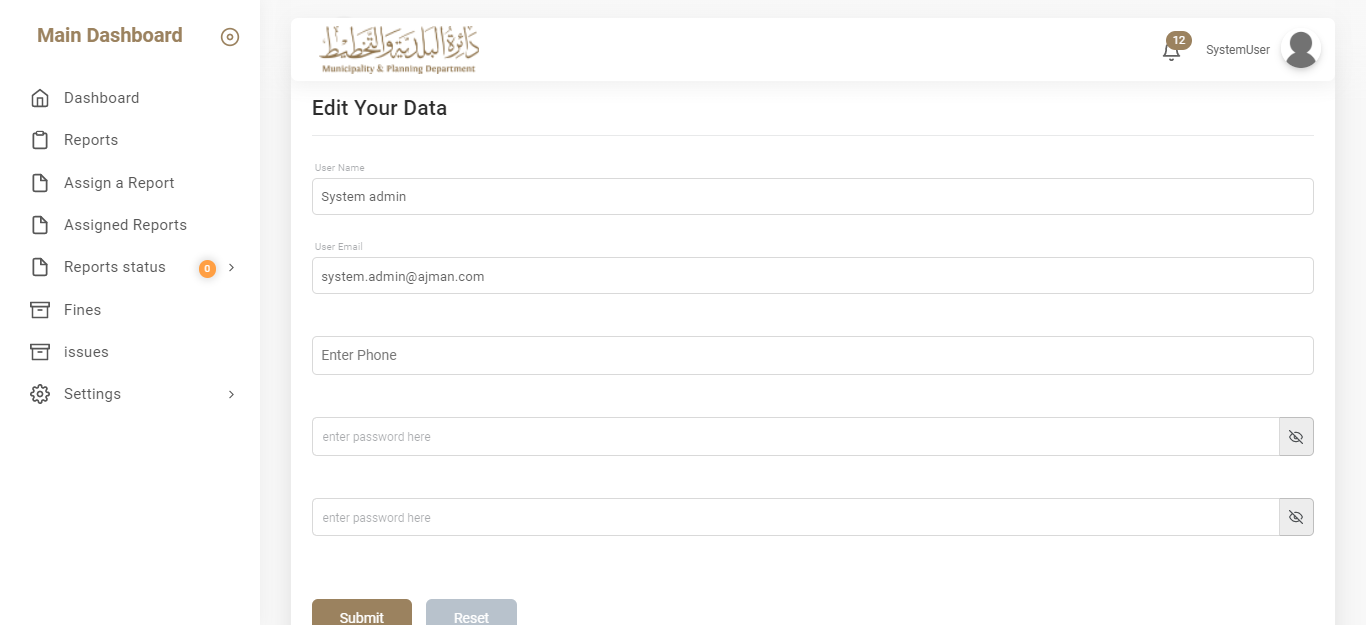 Main Dashboard
Dashboard
Reports
Assign a Report
Assigned Reports
Reports status 0
Fines
issues
Settings
دائرة البلدية والتخطيط
Municipality & Planning Department
12
SystemUser
Edit Your Data
User Name
System admin
User Email
system.admin@ajman.com
Enter Phone
enter password here
enter password here
Submit Reset